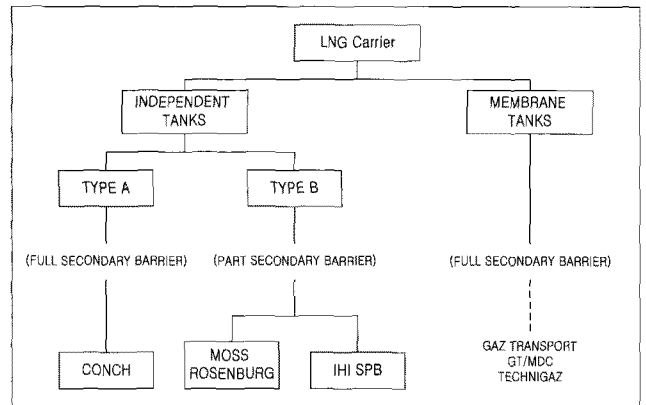 LNG Carrier
INDEPENDENT
TANKS
MEMBRANE
TANKS
TYPE A
TYPE B
(FULL SECONDARY BARRIER)
(PART SECONDARY BARRIER)
(FULL SECONDARY BARRIER)
CONCH
MOSS
ROSENBURG
IHI SPB
GAZ TRANSPORT
GT/MDC
TECHNIGAZ